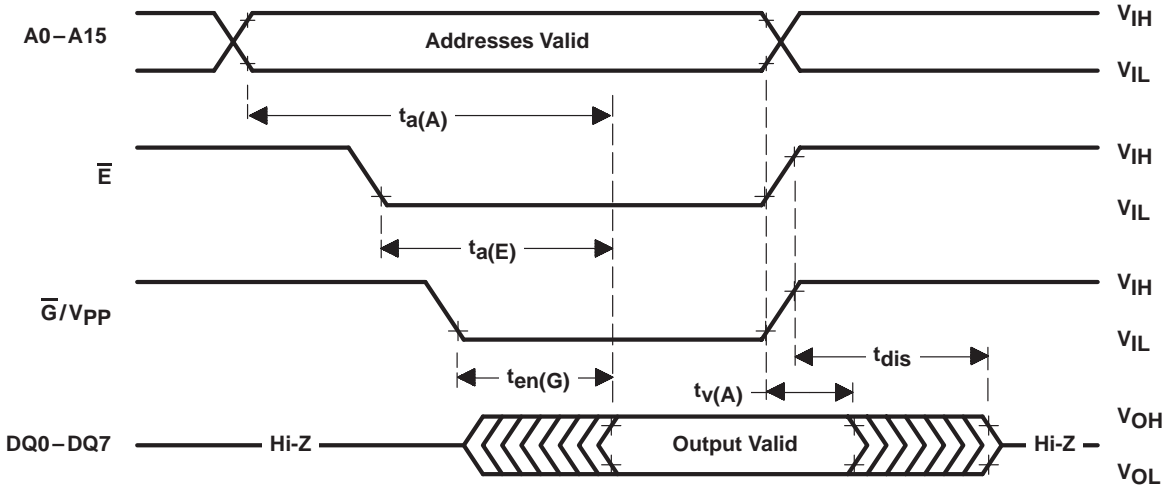 A0–A15
Addresses Valid
VIH
VIL
ta(A)
E
VIH
VIL
ta(E)
G/VPP
VIH
VIL
tdis
ten(G)
tv(A)
DQ0–DQ7
Hi-Z
Output Valid
Hi-Z
VOH
VOL